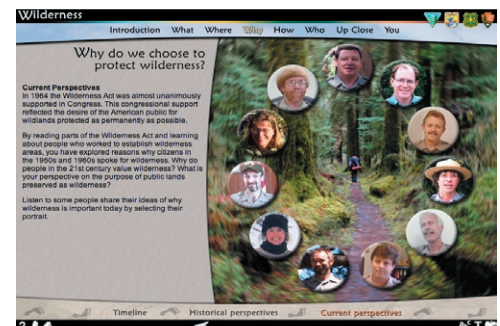 Wilderness
Introduction What Where Why How Who Up Close You
Why do we choose to
protect wilderness?
Current Perspectives
In 1964 the Wilderness Act was almost unanimously
supported in Congress. This congressional support
reflected the desire of the American public for
wildlands protected as permanently as possible.
By reading parts of the Wilderness Act and learning
about people who worked to establish wilderness
areas, you have explored reasons why citizens in
the 1950s and 1960s spoke for wilderness. Why do
people in the 21st century value wilderness? What is
your perspective on the purpose of public lands
preserved as wilderness?
Listen to some people share their ideas of why
wilderness is important today by selecting their
portrait.
Timeline Historical perspectives Current perspectives